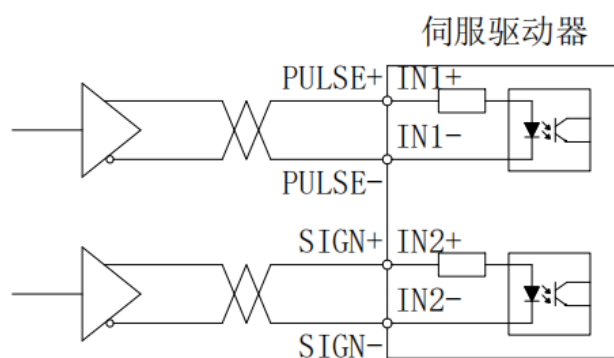 伺服驱动器
PULSE+ IN1+
IN1-
PULSE-
SIGN+ IN2+
IN2-
SIGN-